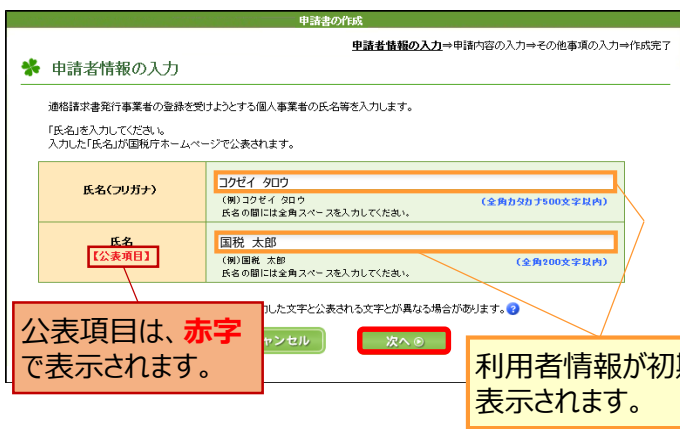 申請書の作成
申請者情報の入力⇒申請内容の入力⇒その他事項の入力⇒作成完了
申請者情報の入力
適格請求書発行事業者の登録を受けようとする個人事業者の氏名等を入力します。
「氏名」を入力してください。
入力した「氏名」が国税庁ホームページで公表されます。
氏名(フリガナ)
コクゼイ タロウ
(例)コクゼイ タロウ
(全角カタカナ500文字以内)
氏名の間には全角スペースを入力してください。
氏名
【公表項目】
国税 太郎
(例)国税 太郎
(全角200文字以内)
氏名の間には全角スペースを入力してください。
した文字と公表される文字とが異なる場合があります。
ャンセル
次へ
公表項目は、赤字
で表示されます。
利用者情報が初
表示されます。